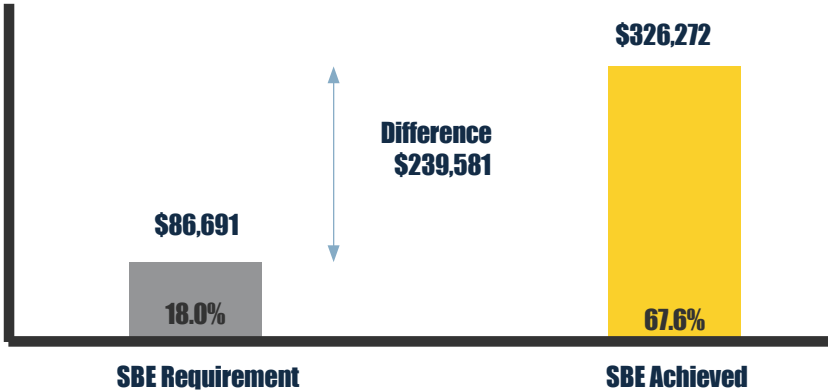 $326,272
Difference
$239,581
$86,691
18.0%
67.6%
SBE Requirement
SBE Achieved